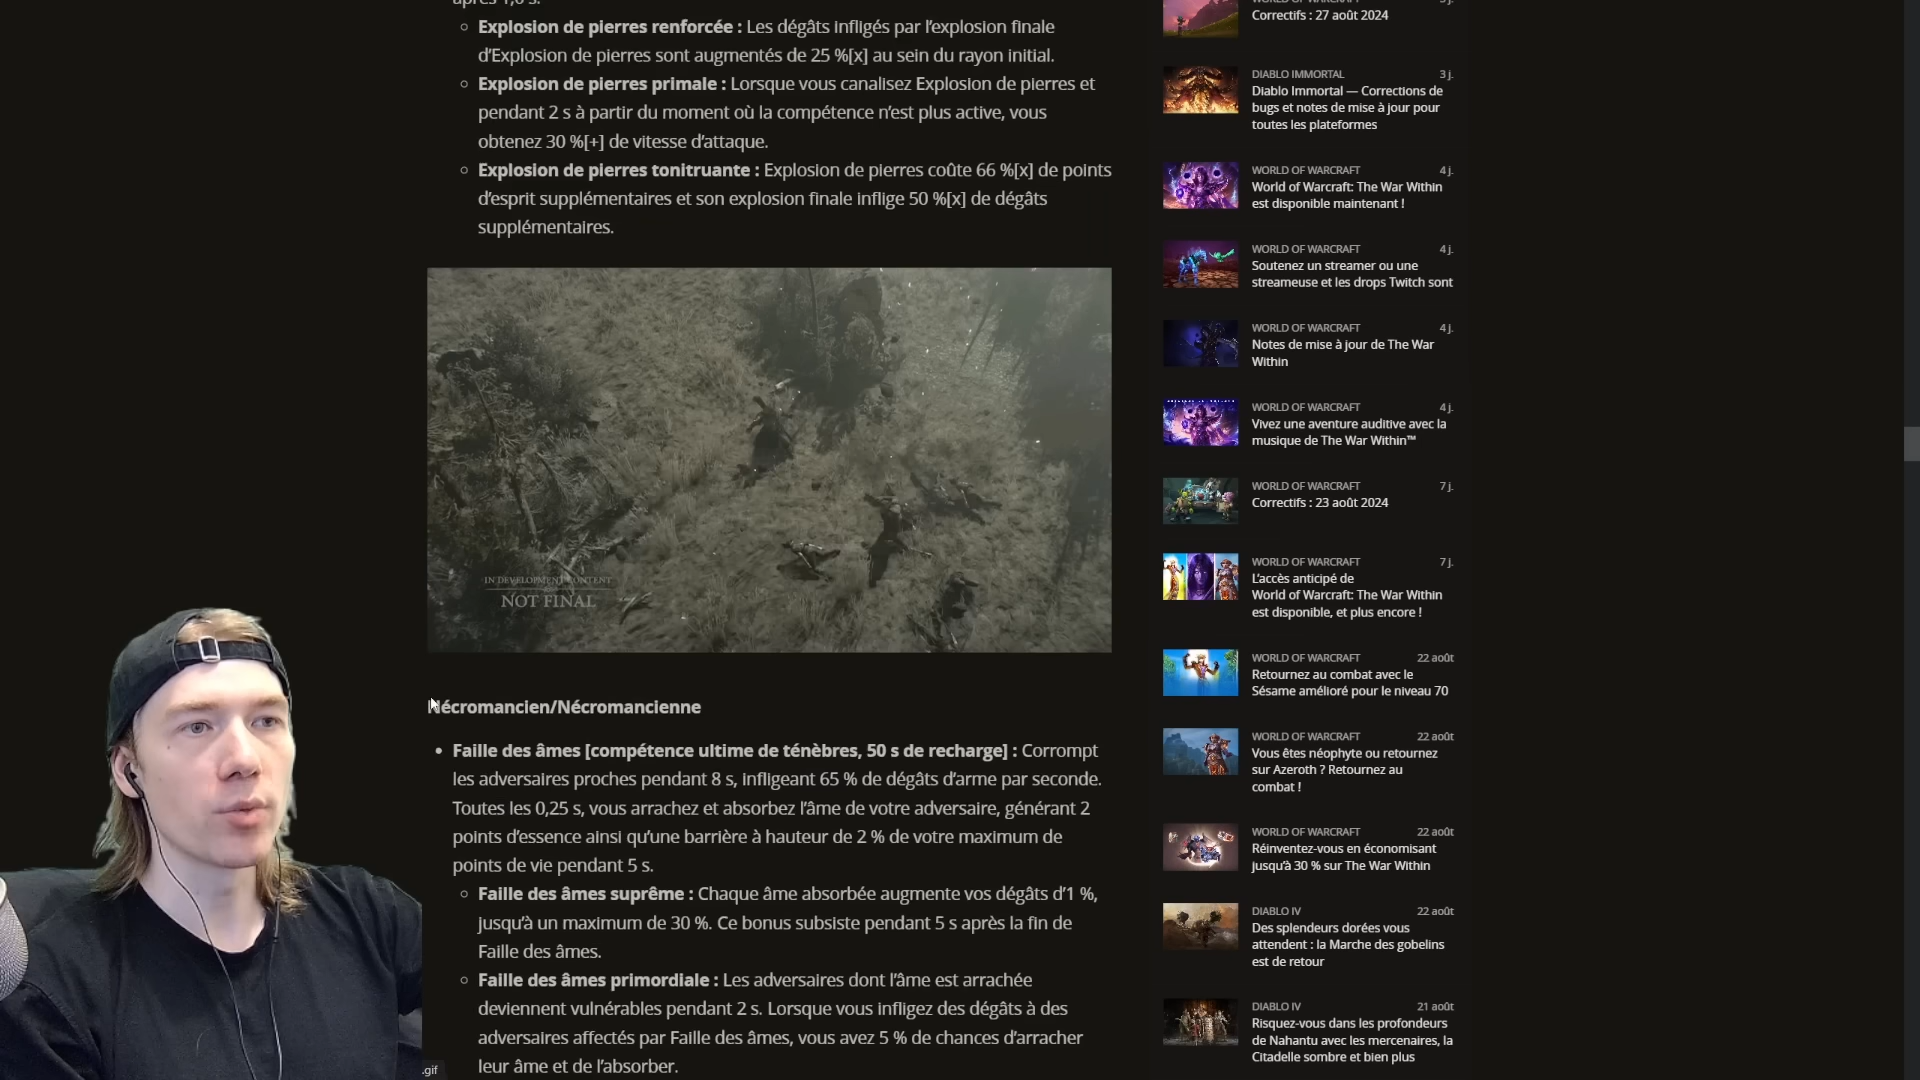 après 1,0 s.
Explosion de pierres renforcée : Les dégâts infligés par l'explosion finale
d'Explosion de pierres sont augmentés de 25 %[x] au sein du rayon initial.
Explosion de pierres primale : Lorsque vous canalisez Explosion de pierres et
pendant 2 s à partir du moment où la compétence n'est plus active, vous
obtenez 30 %[+] de vitesse d'attaque.
Explosion de pierres tonitruante : Explosion de pierres coûte 66 %[x] de points
d'esprit supplémentaires et son explosion finale inflige 50 %[x] de dégâts
supplémentaires.
IN DEVELOPMENT CONTENT
NOT FINAL
Nécromancien/Nécromancienne
Faille des âmes [compétence ultime de ténèbres, 50 s de recharge] : Corrompt
les adversaires proches pendant 8 s, infligeant 65 % de dégâts d'arme par seconde.
Toutes les 0,25 s, vous arrachez et absorbez l'âme de votre adversaire, générant 2
points d'essence ainsi qu'une barrière à hauteur de 2 % de votre maximum de
points de vie pendant 5 s.
Faille des âmes suprême : Chaque âme absorbée augmente vos dégâts d'1 %,
jusqu'à un maximum de 30 %. Ce bonus subsiste pendant 5 s après la fin de
Faille des âmes.
Faille des âmes primordiale : Les adversaires dont l'âme est arrachée
deviennent vulnérables pendant 2 s. Lorsque vous infligez des dégâts à des
adversaires affectés par Faille des âmes, vous avez 5 % de chances d'arracher
leur âme et de l'absorber.
.gif
Correctifs : 27 août 2024
DIABLO IMMORTAL 3 j.
Diablo Immortal — Corrections de
bugs et notes de mise à jour pour
toutes les plateformes
WORLD OF WARCRAFT 4 j.
World of Warcraft: The War Within
est disponible maintenant !
WORLD OF WARCRAFT 4 j.
Soutenez un streamer ou une
streameuse et les drops Twitch sont
WORLD OF WARCRAFT 4 j.
Notes de mise à jour de The War
Within
WORLD OF WARCRAFT 4 j.
Vivez une aventure auditive avec la
musique de The War Within™
WORLD OF WARCRAFT 7 j.
Correctifs : 23 août 2024
WORLD OF WARCRAFT 7 j.
L'accès anticipé de
World of Warcraft: The War Within
est disponible, et plus encore !
WORLD OF WARCRAFT 22 août
Retournez au combat avec le
Sésame amélioré pour le niveau 70
WORLD OF WARCRAFT 22 août
Vous êtes néophyte ou retournez
sur Azeroth ? Retournez au
combat !
WORLD OF WARCRAFT 22 août
Réinventez-vous en économisant
jusqu'à 30 % sur The War Within
DIABLO IV 22 août
Des splendeurs dorées vous
attendent : la Marche des gobelins
est de retour
DIABLO IV 21 août
Risquez-vous dans les profondeurs
de Nahantu avec les mercenaires, la
Citadelle sombre et bien plus